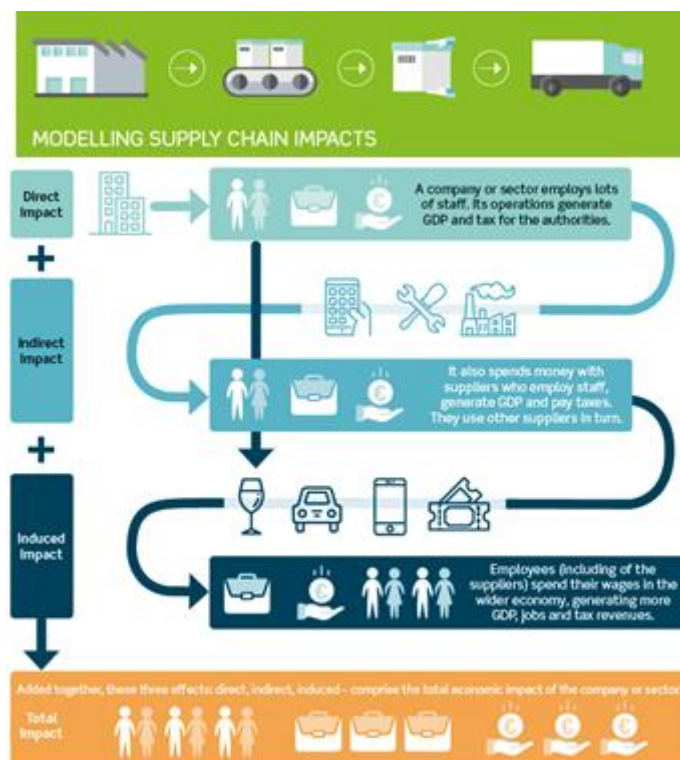 MODELLING SUPPLY CHAIN IMPACTS
Direct
Impact
A company or sector employs lots
of staff. Its operations generate
GDP and tax for the authorities.
+
Indirect
Impact
It also spends money with
suppliers who employ staff,
generate GDP and pay taxes.
They use other suppliers in turn.
+
Induced
Impact
Employees (including of the
suppliers) spend their wages in the
wider economy, generating more
GDP, jobs and tax revenues.
Added together, these three effects: direct, indirect, induced - comprise the total economic impact of the company or sector
Total
Impact